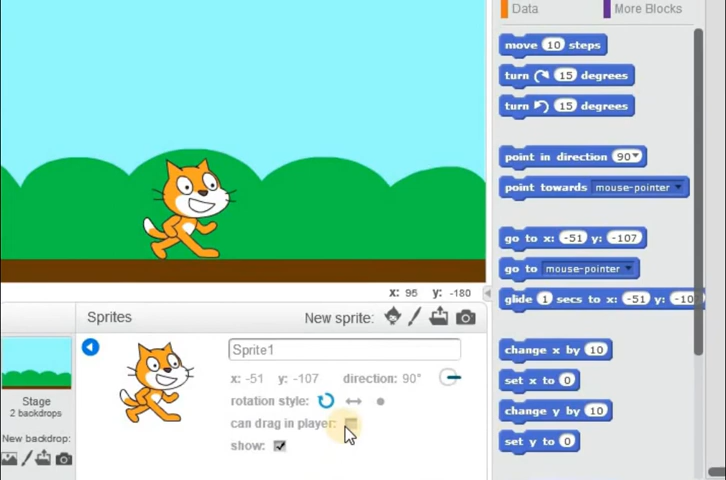 Data
More Blocks
move 10 steps
turn 15 degrees
turn 15 degrees
point in direction 90
point towards mouse-pointer
go to x: -51 y: -107
go to mouse-pointer
glide 1 secs to x: -51 y: -10
change x by 10
set x to 0
change y by 10
set y to 0
x: 95 y: -180
Sprites
New sprite:
Sprite1
x: -51 y: -107 direction: 90°
rotation style:
can drag in player:
show:
Stage
2 backdrops
New backdrop: